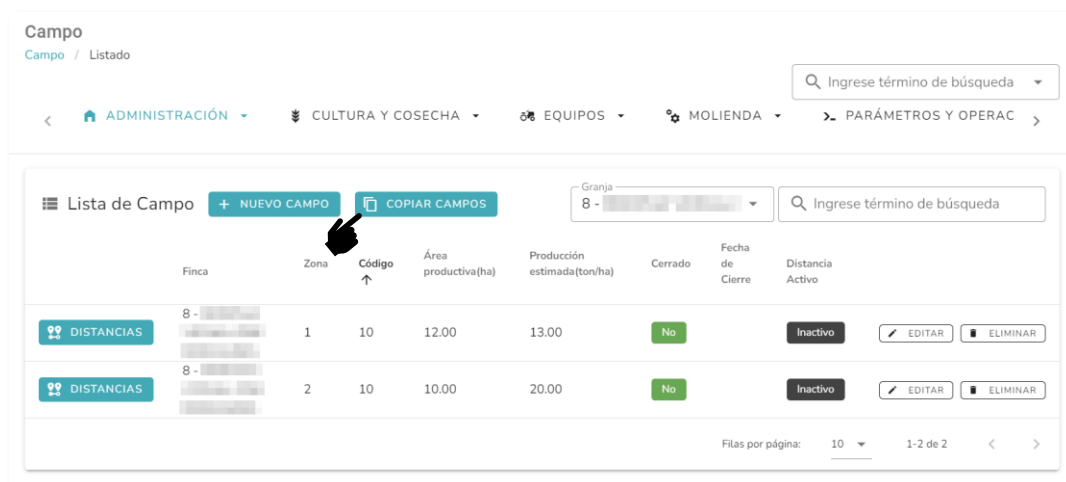 Campo
Campo / Listado
Ingrese término de búsqueda
ADMINISTRACIÓN CULTURA Y COSECHA EQUIPOS MOLIENDA PARÁMETROS Y OPERAC
Lista de Campo + NUEVO CAMPO COPIAR CAMPOS Granja 8 - Ingrese término de búsqueda
Finca Zona Código Área productiva(ha) Producción estimada(ton/ha) Cerrado Fecha de Cierre Distancia Activo
DISTANCIAS 8 - 1 10 12.00 13.00 No Inactivo EDITAR ELIMINAR
DISTANCIAS 8 - 2 10 10.00 20.00 No Inactivo EDITAR ELIMINAR
Filas por página: 10 1-2 de 2